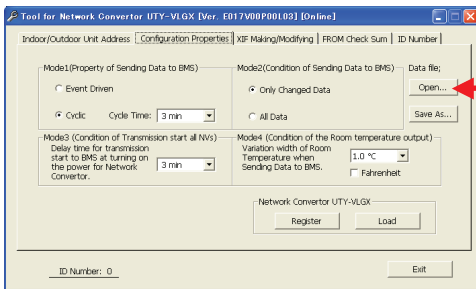 Tool for Network Convertor UTY-VLGX [Ver. E017V00P00L03] [Online]
Indoor/Outdoor Unit Address
Configuration Properties
XIF Making/Modifying
FROM Check Sum
ID Number
Mode1(Property of Sending Data to BMS)
Event Driven
Cyclic
Cycle Time:
3 min
Mode2(Condition of Sending Data to BMS)
Only Changed Data
All Data
Data file;
Open...
Save As...
Mode3 (Condition of Transmission start all NVs)
Delay time for transmission
start to BMS at turning on
the power for Network
Convertor.
3 min
Mode4 (Condition of the Room temperature output)
Variation width of Room
Temperature when
Sending Data to BMS.
1.0 °C
Fahrenheit
Network Convertor UTY-VLGX
Register
Load
ID Number: 0
Exit